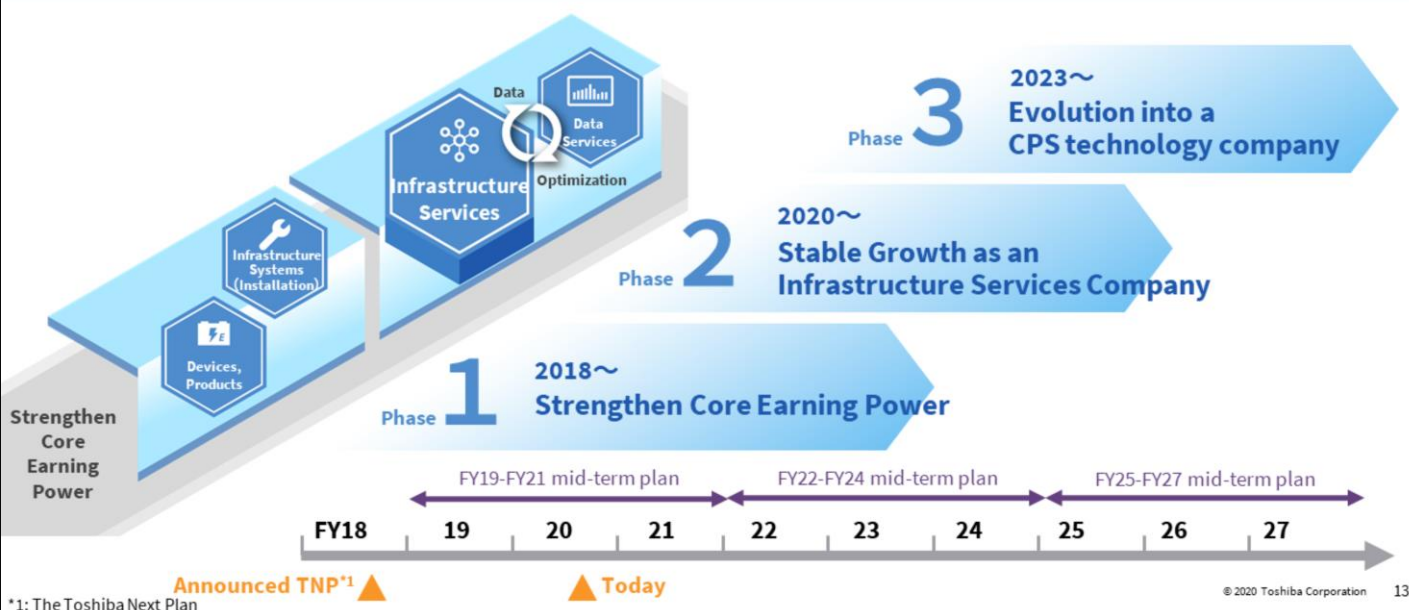 Data
Data
Services
Infrastructure
Services
Optimization
Infrastructure
Systems
(Installation)
Devices,
Products
E
Strengthen
Core
Earning
Power
Phase 3
2023～
Evolution into a
CPS technology company
Phase 2
2020～
Stable Growth as an
Infrastructure Services Company
Phase 1
2018～
Strengthen Core Earning Power
FY19-FY21 mid-term plan
FY22-FY24 mid-term plan
FY25-FY27 mid-term plan
FY18 19 20 21 22 23 24 25 26 27
Announced TNP*1
Today
*1: The Toshiba Next Plan
© 2020 Toshiba Corporation 13